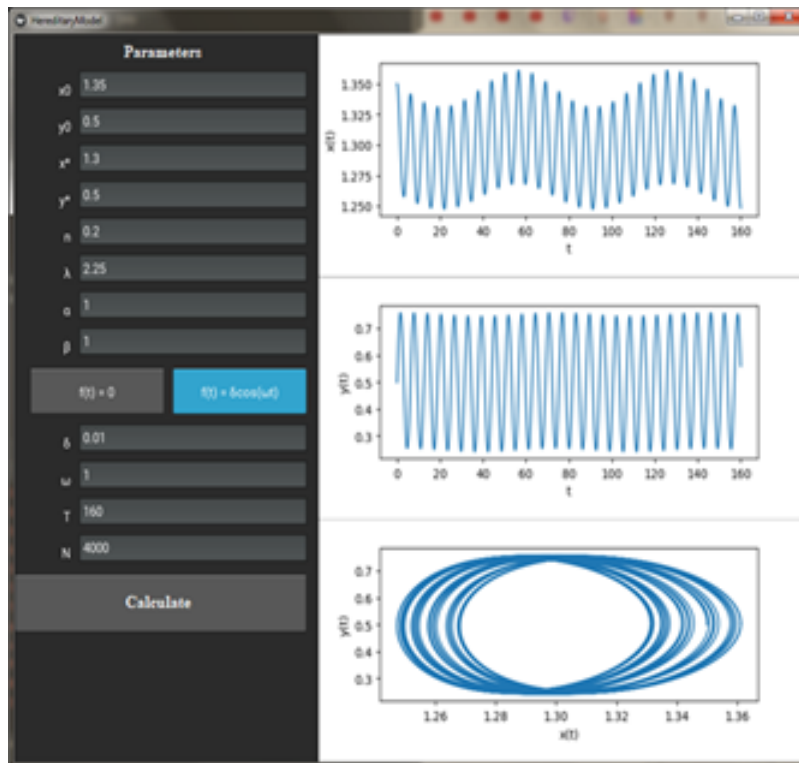 HereditaryModel
Parameters
x0 1.35
y0 0.5
x* 1.3
y* 0.5
n 0.2
λ 2.25
α 1
β 1
f(t) = 0 f(t) = δcos(ωt)
δ 0.01
ω 1
T 160
N 4000
Calculate
x(t)
1.350
1.325
1.300
1.275
1.250
0 20 40 60 80 100 120 140 160
t
y(t)
0.7
0.6
0.5
0.4
0.3
0 20 40 60 80 100 120 140 160
t
y(t)
0.7
0.6
0.5
0.4
0.3
1.26 1.28 1.30 1.32 1.34 1.36
x(t)